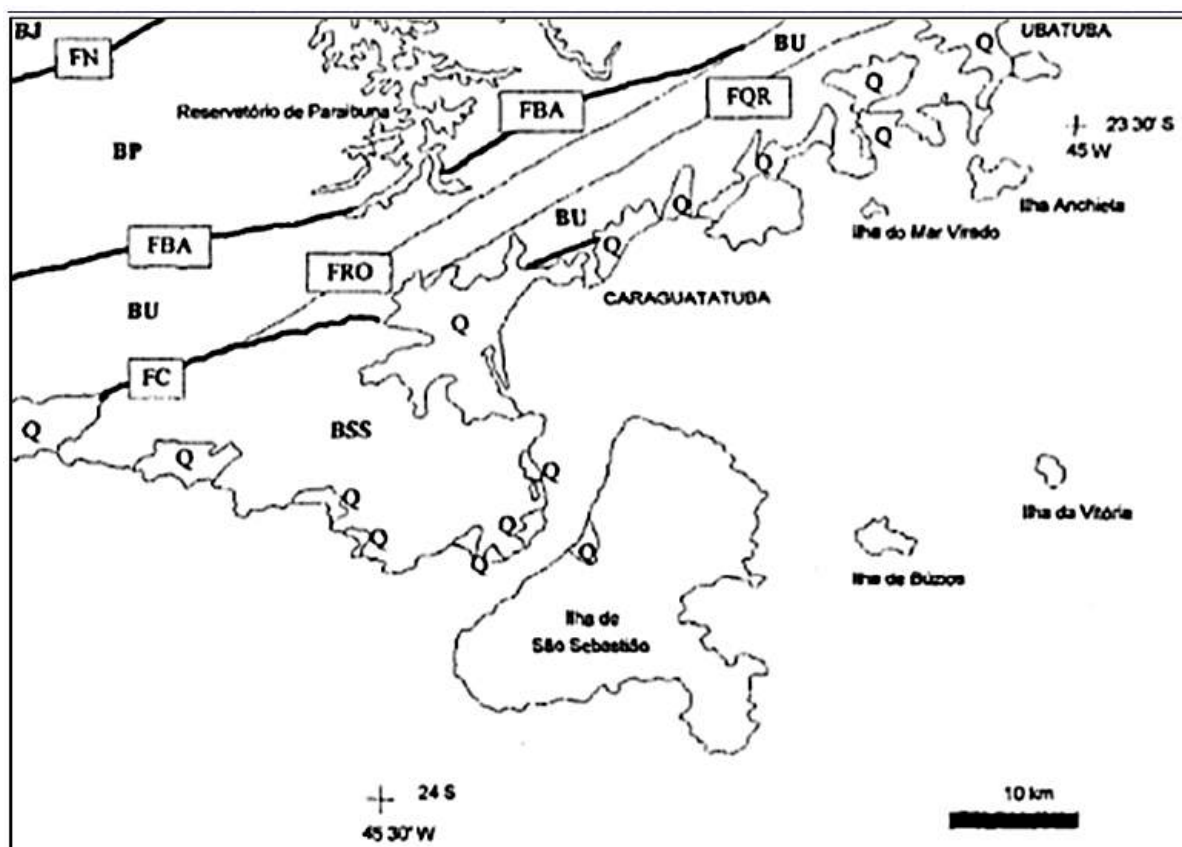 BJ
FN
BU
Q
UBATUBA
Reservetório de Paraibuna
FBA
FQR
Q
BP
Q
23 30' S
45 W
Q
Ilha Anchieta
Q
BU
Ilha do Mar Virado
FBA
Q
FRO
CARAGUATATUBA
BU
Q
FC
Q
BSS
Q
Q
Q
Q
Q
Q
Q
Ilha da Vitória
Ilha de Búzios
Ilha de
São Sebastião
24 S
45 30' W
10 km